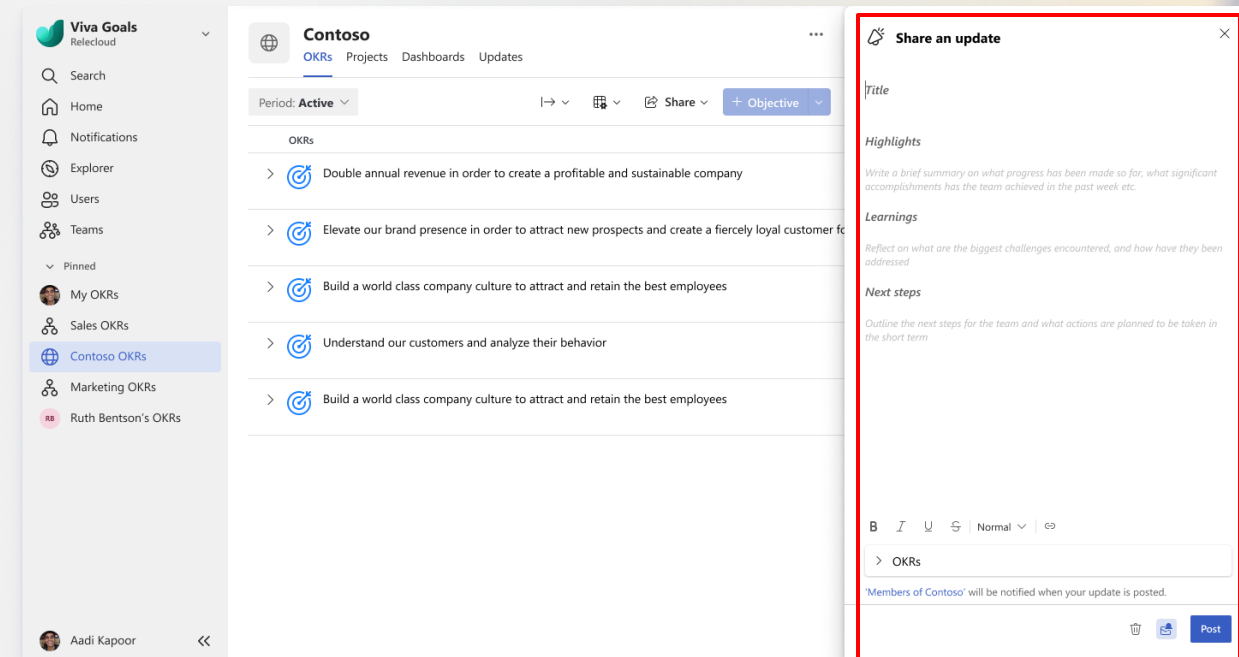 Viva Goals
Relecloud
Search
Home
Notifications
Explorer
Users
Teams
Pinned
My OKRs
Sales OKRs
Contoso OKRs
Marketing OKRs
RB Ruth Bentson's OKRs
Aadi Kapoor
Contoso
OKRs Projects Dashboards Updates
Period: Active
Share
+ Objective
OKRs
Double annual revenue in order to create a profitable and sustainable company
Elevate our brand presence in order to attract new prospects and create a fiercely loyal customer fo
Build a world class company culture to attract and retain the best employees
Understand our customers and analyze their behavior
Build a world class company culture to attract and retain the best employees
Share an update
Title
Highlights
Write a brief summary on what progress has been made so far, what significant
accomplishments has the team achieved in the past week etc.
Learnings
Reflect on what are the biggest challenges encountered, and how have they been
addressed
Next steps
Outline the next steps for the team and what actions are planned to be taken in
the short term
B I U S Normal
OKRs
'Members of Contoso' will be notified when your update is posted.
Post